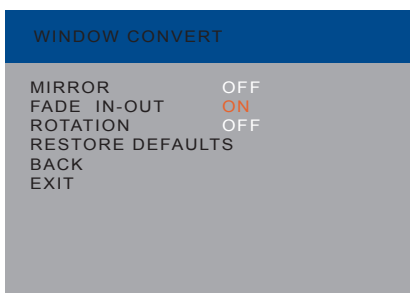 WINDOW CONVERT
MIRROR OFF
FADE IN-OUT ON
ROTATION OFF
RESTORE DEFAULTS
BACK
EXIT